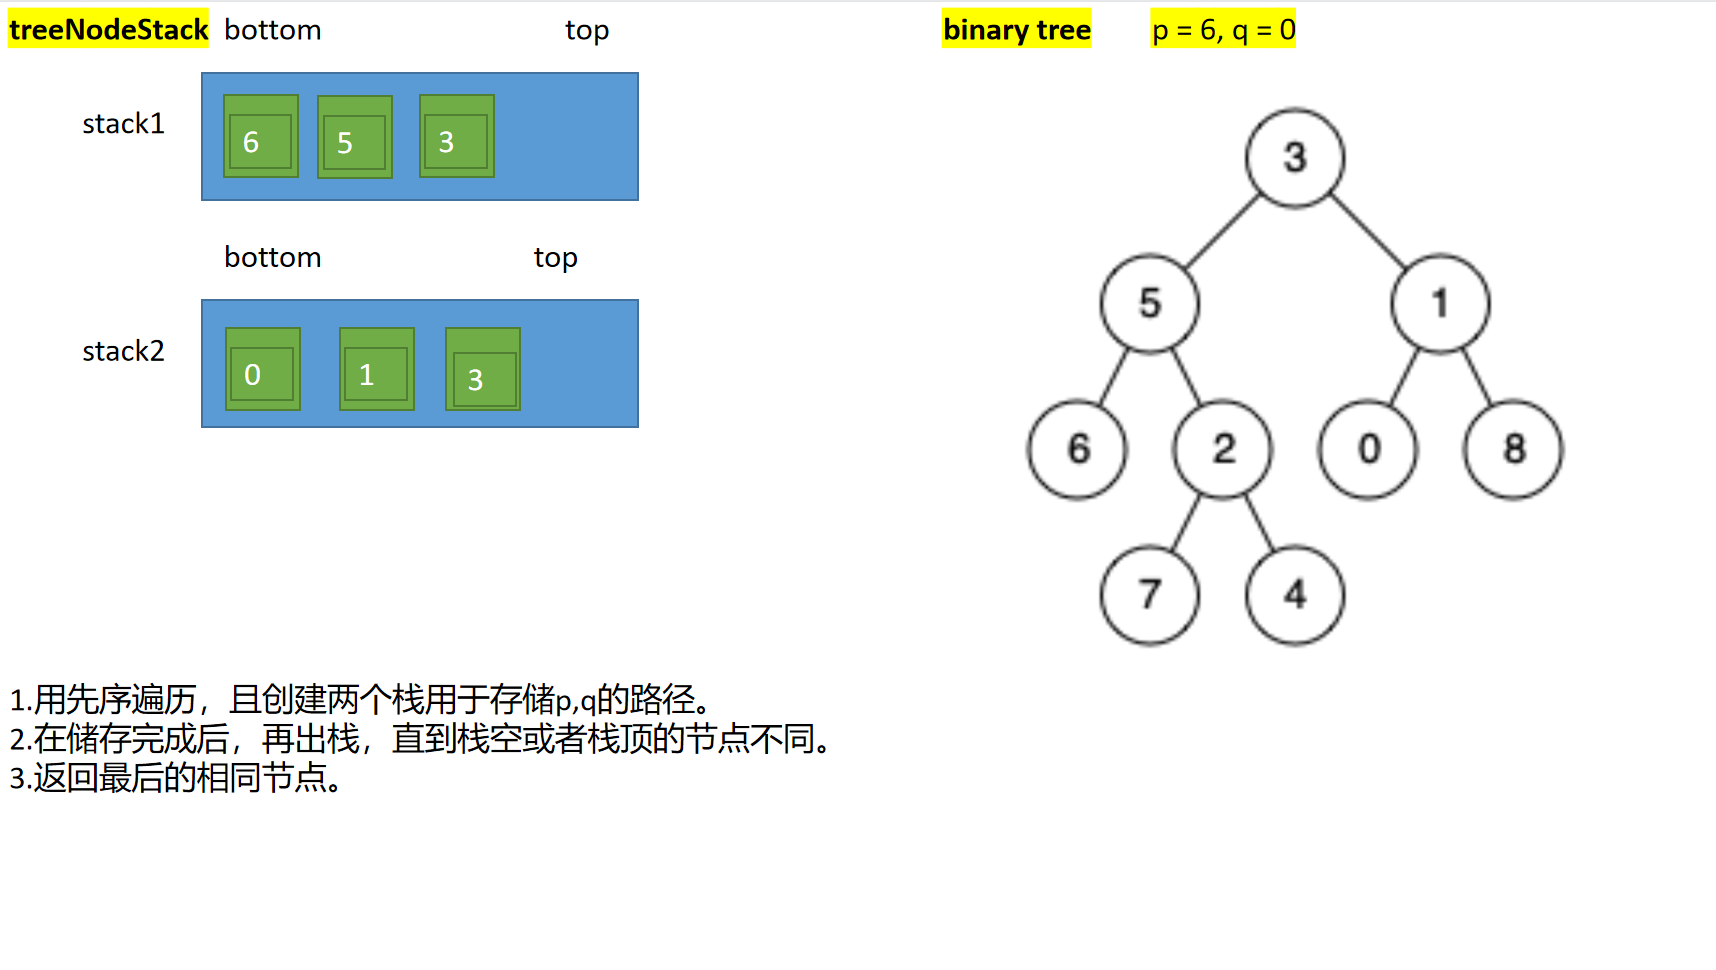 treeNodeStack bottom top
stack1
6 5 3
bottom top
stack2
0 1 3
binary tree p = 6, q = 0
3
5 1
6 2 0 8
7 4
1.用先序遍历，且创建两个栈用于存储p,q的路径。
2.在储存完成后，再出栈，直到栈空或者栈顶的节点不同。
3.返回最后的相同节点。